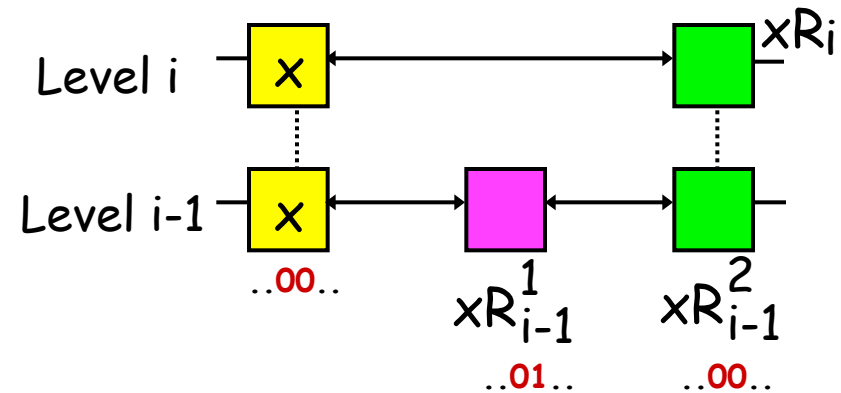 xRi
Level i
x
Level i-1
x
..00..
xR¹i-1
xR²i-1
..01..
..00..